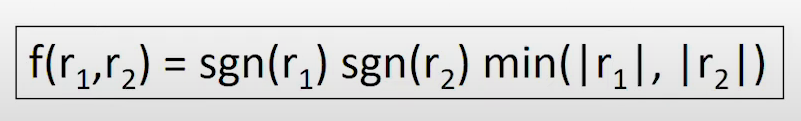 f(r₁,r₂) = sgn(r₁) sgn(r₂) min(|r₁|, |r₂|)